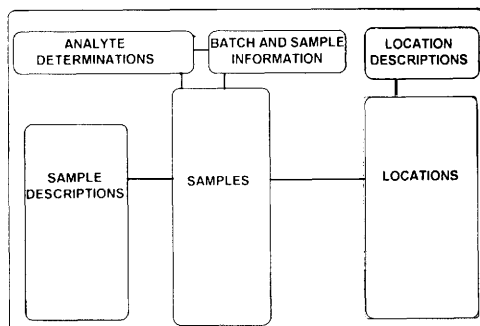 ANALYTE
DETERMINATIONS
BATCH AND SAMPLE
INFORMATION
LOCATION
DESCRIPTIONS
SAMPLE
DESCRIPTIONS
SAMPLES
LOCATIONS